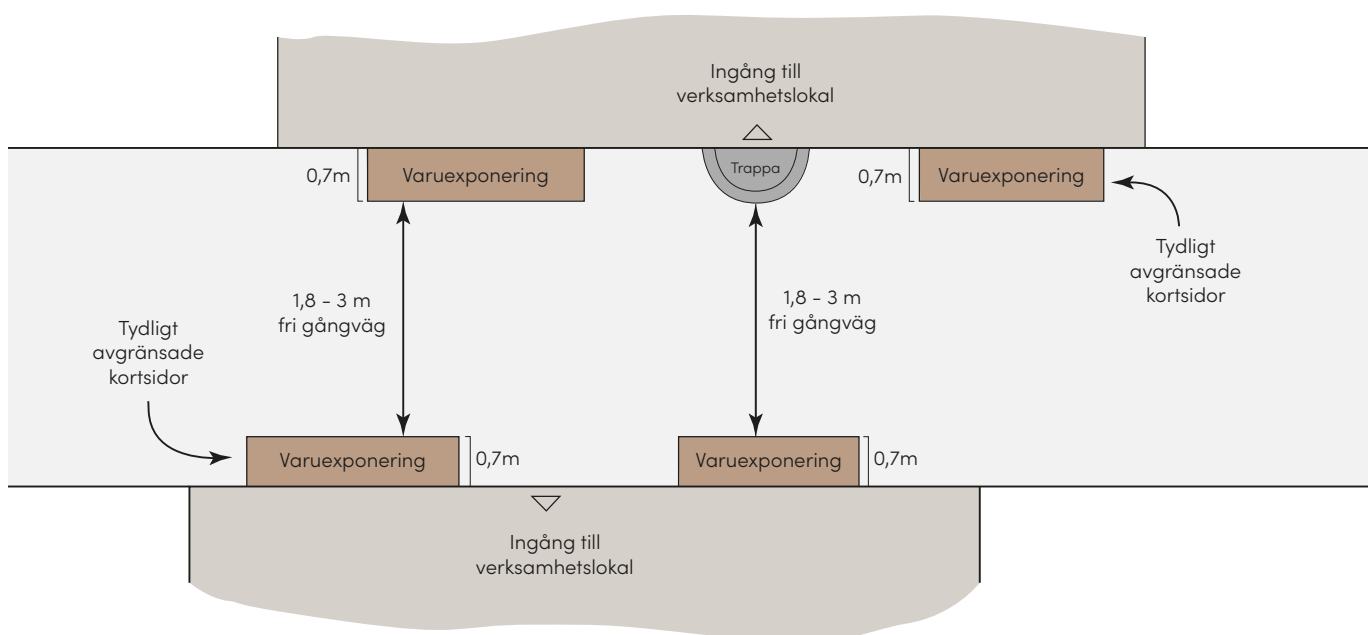 Ingång till
verksamhetslokal
0,7m
Varuexponering
Trappa
0,7m
Varuexponering
Tydligt
avgränsade
kortsidor
1,8 - 3 m
fri gångväg
1,8 - 3 m
fri gångväg
Tydligt
avgränsade
kortsidor
Varuexponering
0,7m
Varuexponering
0,7m
Ingång till
verksamhetslokal